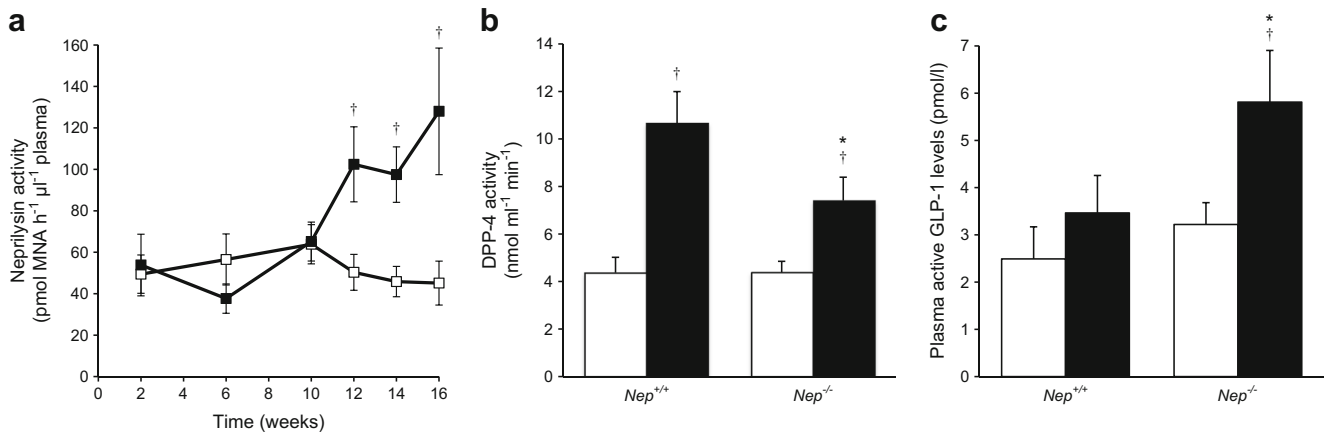 a
Neprilysin activity
(pmol MNA h⁻¹ µl⁻¹ plasma)
160
140
120
100
80
60
40
20
0
†
†
†
0 2 4 6 8 10 12 14 16
Time (weeks)
b
DPP-4 activity
(nmol ml⁻¹ min⁻¹)
14
12
10
8
6
4
2
0
†
*
†
Nep⁺/⁺ Nep⁻/⁻
c
Plasma active GLP-1 levels (pmol/l)
7
6
5
4
3
2
1
0
*
†
Nep⁺/⁺ Nep⁻/⁻